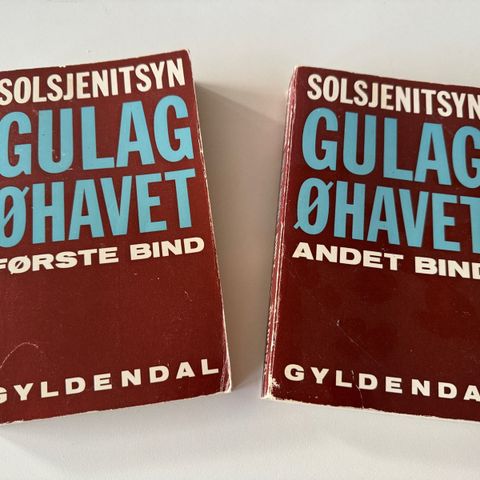 SOLSJENITSYN
GULAG
ØHAVET
FØRSTE BIND
GYLDENDAL
SOLSJENITSYN
GULAG
ØHAVET
ANDET BIND
GYLDENDAL